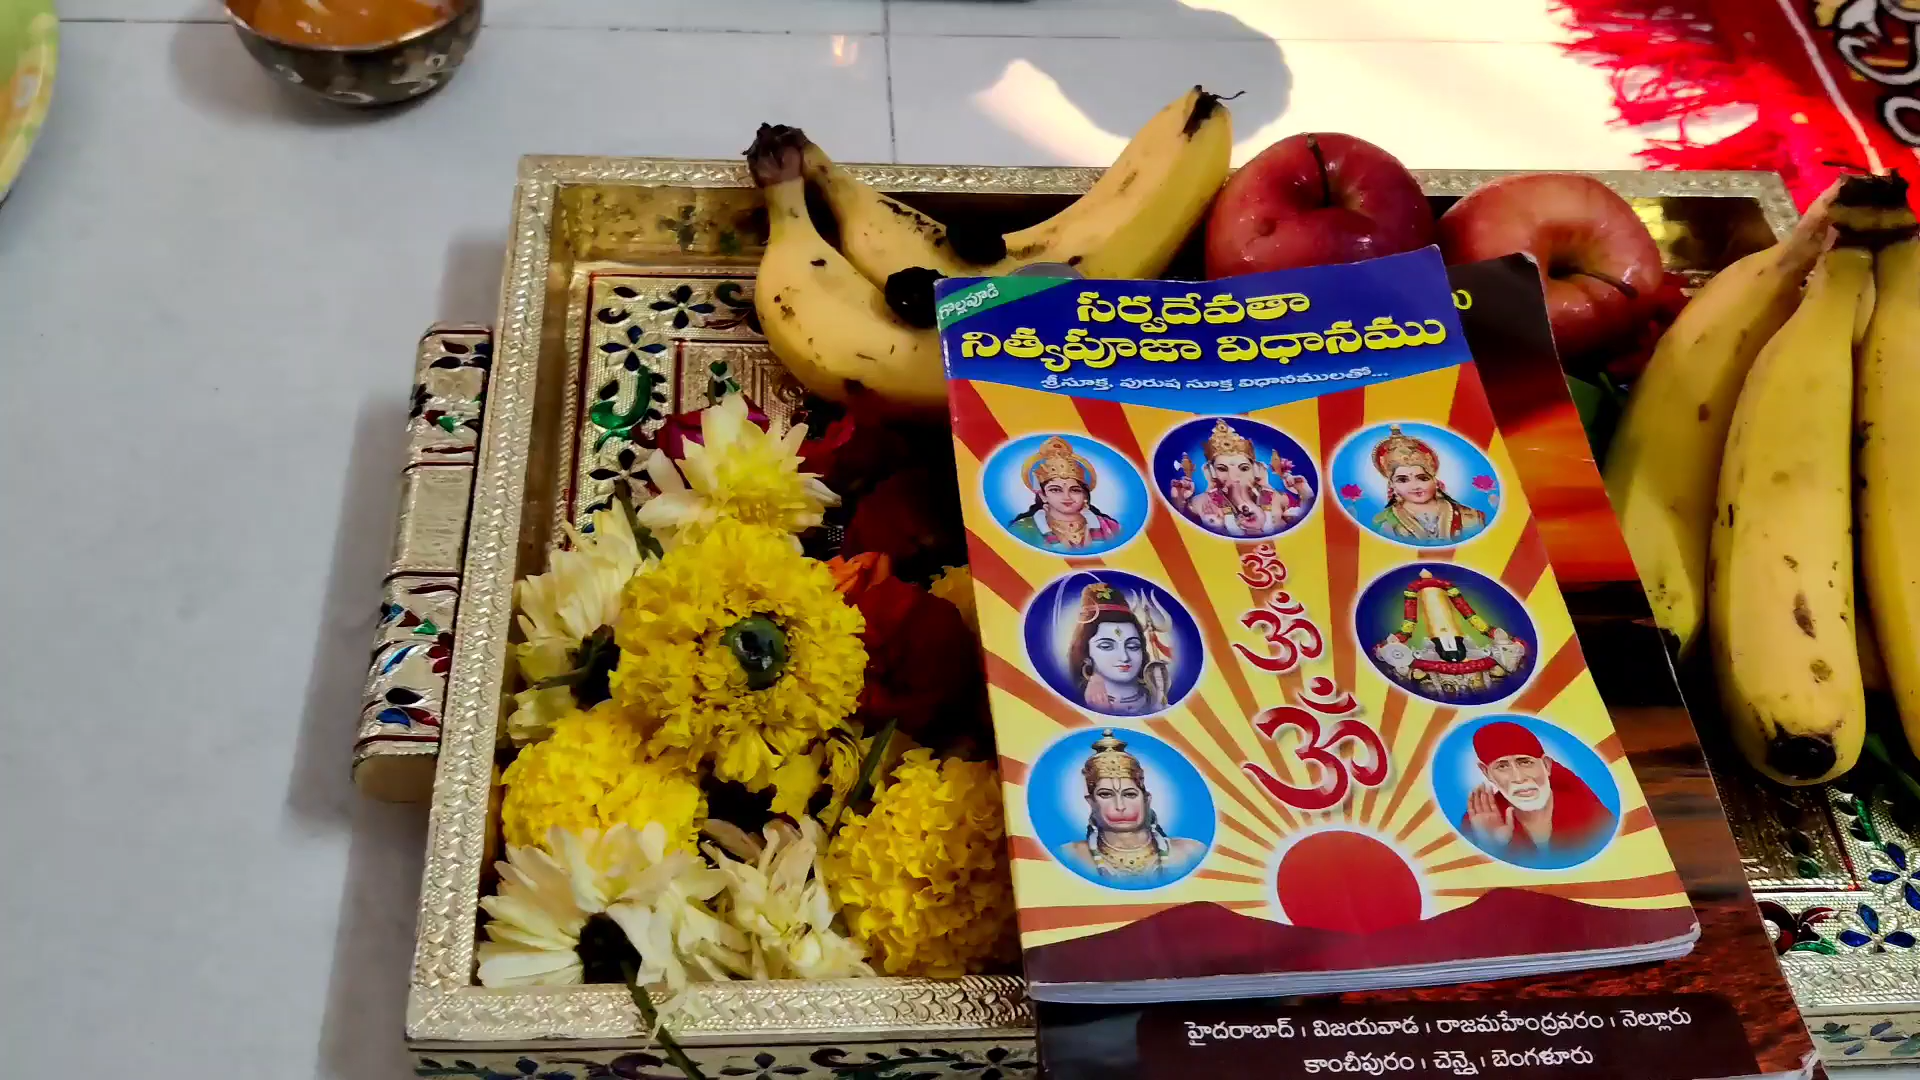 గొల్లపూడి
సర్వదేవతా
నిత్యపూజా విధానము
శ్రీసూక్త, పురుష సూక్త విధానములతో...
ॐ
ॐ
ॐ
హైదరాబాద్ । విజయవాడ । రాజమహేంద్రవరం । నెల్లూరు
కాంచీపురం । చెన్నై । బెంగళూరు